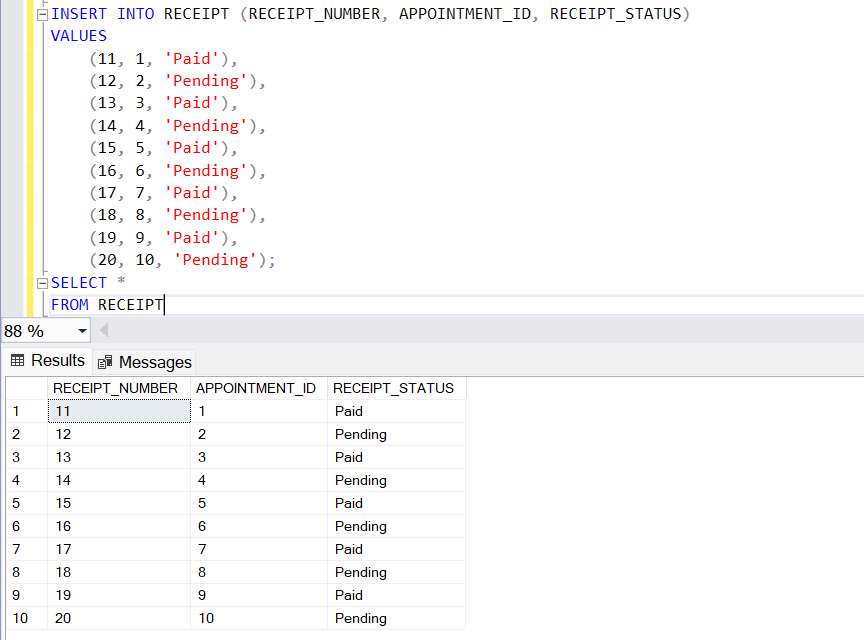 INSERT INTO RECEIPT (RECEIPT_NUMBER, APPOINTMENT_ID, RECEIPT_STATUS)
VALUES
(11, 1, 'Paid'),
(12, 2, 'Pending'),
(13, 3, 'Paid'),
(14, 4, 'Pending'),
(15, 5, 'Paid'),
(16, 6, 'Pending'),
(17, 7, 'Paid'),
(18, 8, 'Pending'),
(19, 9, 'Paid'),
(20, 10, 'Pending');
SELECT *
FROM RECEIPT
88 %
Results Messages
RECEIPT_NUMBER APPOINTMENT_ID RECEIPT_STATUS
1 11 1 Paid
2 12 2 Pending
3 13 3 Paid
4 14 4 Pending
5 15 5 Paid
6 16 6 Pending
7 17 7 Paid
8 18 8 Pending
9 19 9 Paid
10 20 10 Pending